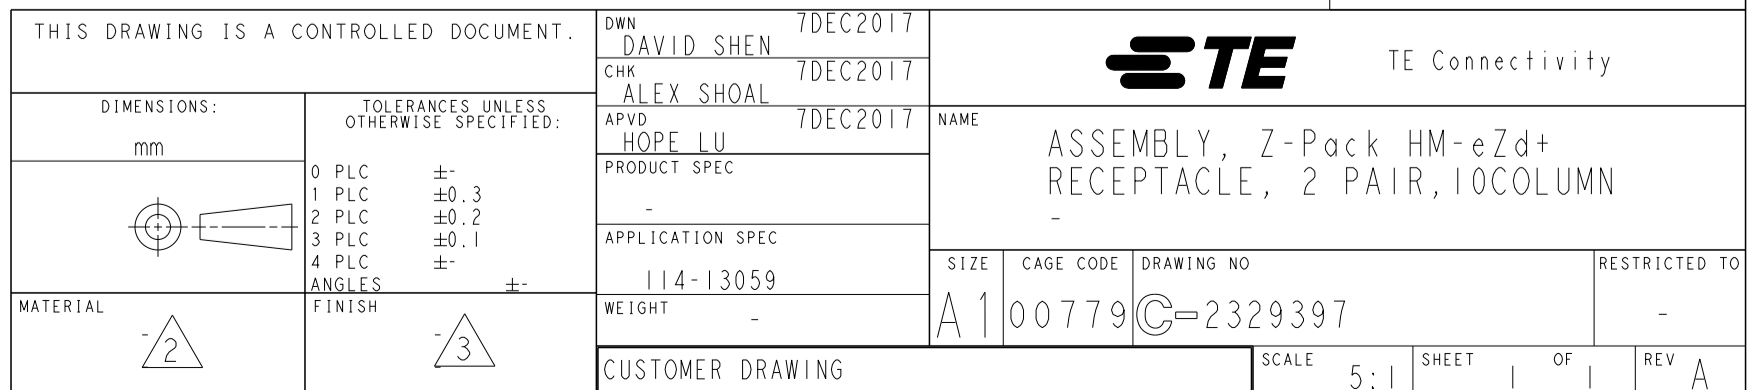 THIS DRAWING IS A CONTROLLED DOCUMENT.
DIMENSIONS:
mm
TOLERANCES UNLESS
OTHERWISE SPECIFIED:
0 PLC ±-
1 PLC ±0.3
2 PLC ±0.2
3 PLC ±0.1
4 PLC ±-
ANGLES ±-
MATERIAL
- 2
FINISH
- 3
DWN 7DEC2017
DAVID SHEN
CHK 7DEC2017
ALEX SHOAL
APVD 7DEC2017
HOPE LU
PRODUCT SPEC
-
APPLICATION SPEC
114-13059
WEIGHT -
CUSTOMER DRAWING
TE TE Connectivity
NAME
ASSEMBLY, Z-Pack HM-eZd+
RECEPTACLE, 2 PAIR,10COLUMN
-
SIZE
A1
CAGE CODE
00779
DRAWING NO
C-2329397
RESTRICTED TO
-
SCALE 5:1
SHEET 1 OF 1
REV A